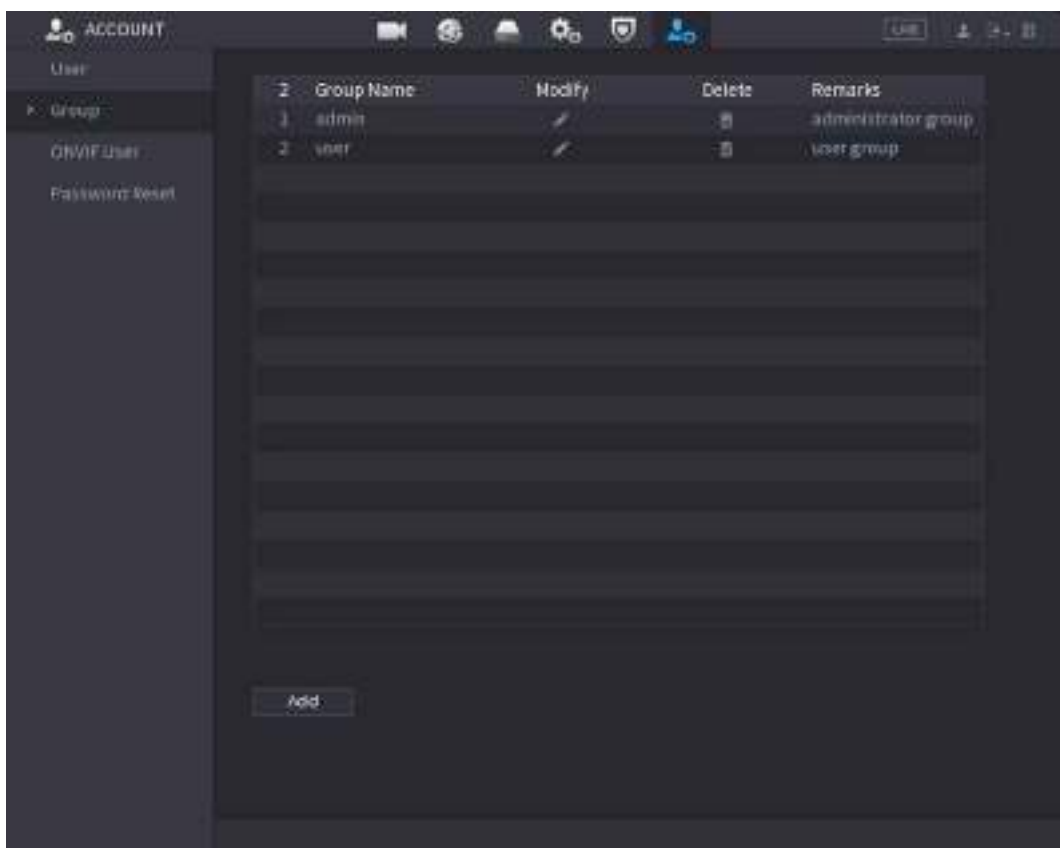 ACCOUNT
LIVE
User
Group
ONVIF User
Password Reset
2 Group Name Modify Delete Remarks
1 admin administrator group
2 user user group
Add